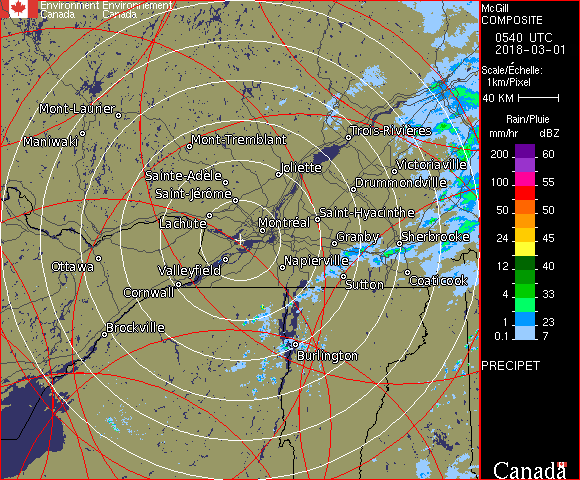 Environment Environnement
Canada Canada
McGill
COMPOSITE
0540 UTC
2018-03-01
Scale/Échelle:
1km/Pixel
40 KM
Rain/Pluie
mm/hr dBZ
200 60
100 55
50 50
24 45
12 40
4 33
1 23
0.1 7
PRECIPET
Mont-Laurier
Maniwaki
Mont-Tremblant
Trois-Rivières
Sainte-Adèle
Joliette
Victoriaville
Saint-Jérôme
Drummondville
Lachute
Montréal
Saint-Hyacinthe
Granby
Sherbrooke
Ottawa
Valleyfield
Napierville
Cornwall
Sutton
Coaticook
Brockville
Burlington
Canada